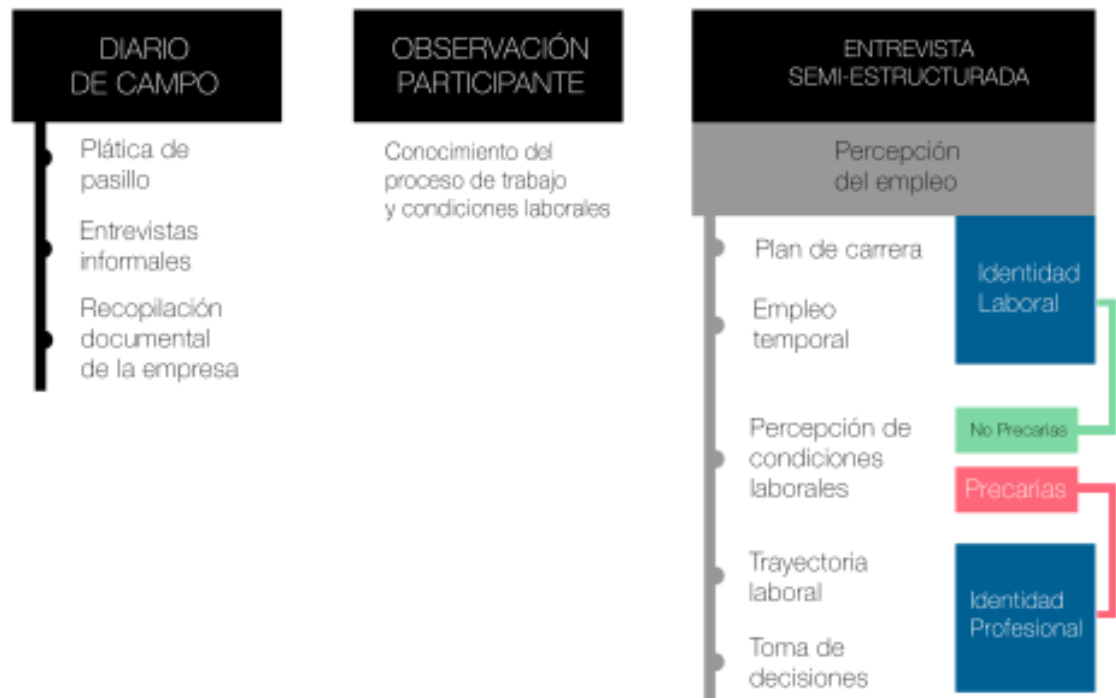 DIARIO
DE CAMPO
Plática de
pasillo
Entrevistas
informales
Recopilación
documental
de la empresa
OBSERVACIÓN
PARTICIPANTE
Conocimiento del
proceso de trabajo
y condiciones laborales
ENTREVISTA
SEMI-ESTRUCTURADA
Percepción
del empleo
Plan de carrera
Empleo
temporal
Identidad
Laboral
Percepción de
condiciones
laborales
No Precarias
Precarias
Trayectoria
laboral
Toma de
decisiones
Identidad
Profesional